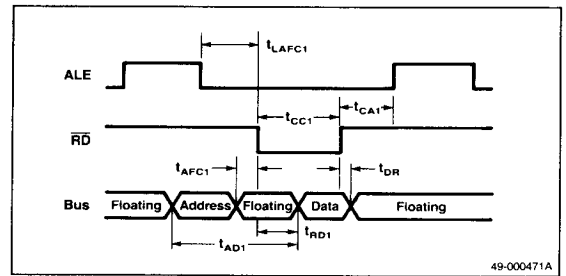 ALE
tLAFC1
tCC1
tCA1
RD
tAFC1
tDR
Bus
Floating
Address
Floating
Data
Floating
tRD1
tAD1
49-000471A